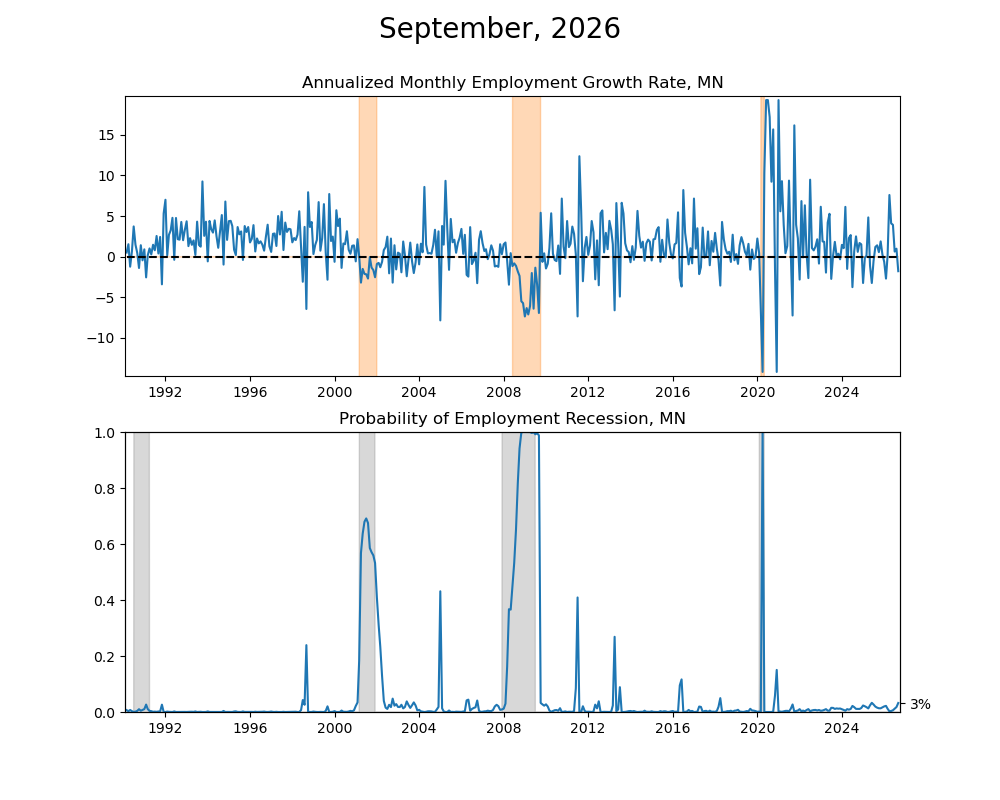 September, 2026
Annualized Monthly Employment Growth Rate, MN
15
10
5
0
−5
−10
1992 1996 2000 2004 2008 2012 2016 2020 2024
Probability of Employment Recession, MN
1.0
0.8
0.6
0.4
0.2
0.0
3%
1992 1996 2000 2004 2008 2012 2016 2020 2024